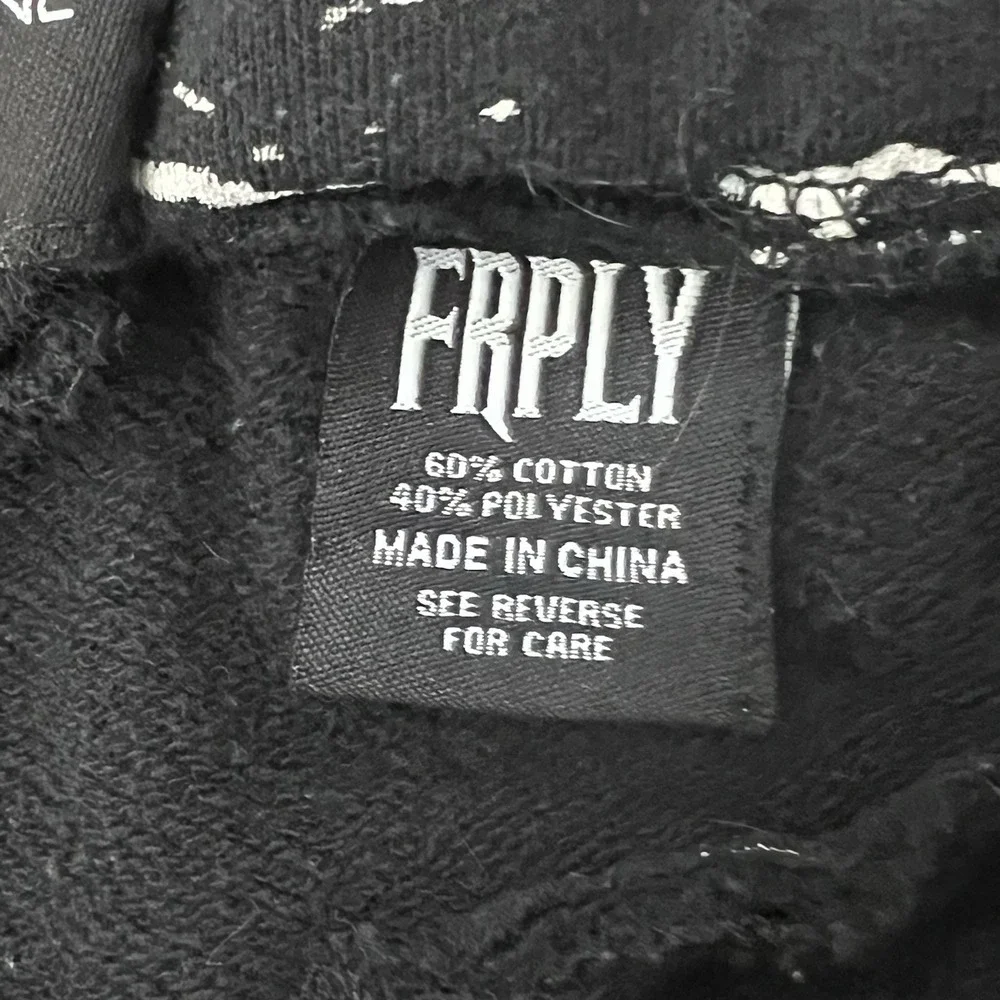 FRPLY
60% COTTON
40% POLYESTER
MADE IN CHINA
SEE REVERSE
FOR CARE